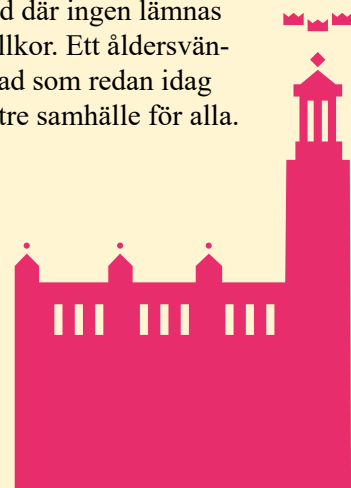 d där ingen lämnas
llkor. Ett åldersvän-
ad som redan idag
tre samhälle för alla.